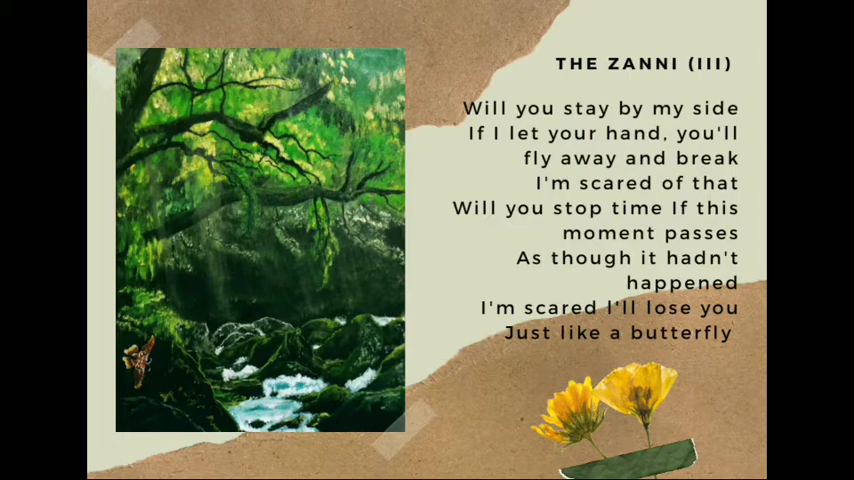 THE ZANNI (III)
Will you stay by my side
If I let your hand, you'll
fly away and break
I'm scared of that
Will you stop time If this
moment passes
As though it hadn't
happened
I'm scared I'll lose you
Just like a butterfly